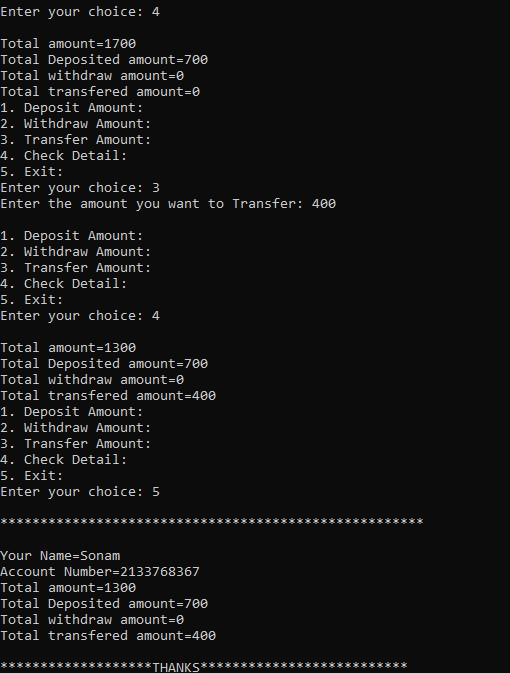 Enter your choice: 4
Total amount=1700
Total Deposited amount=700
Total withdraw amount=0
Total transfered amount=0
1. Deposit Amount:
2. Withdraw Amount:
3. Transfer Amount:
4. Check Detail:
5. Exit:
Enter your choice: 3
Enter the amount you want to Transfer: 400
1. Deposit Amount:
2. Withdraw Amount:
3. Transfer Amount:
4. Check Detail:
5. Exit:
Enter your choice: 4
Total amount=1300
Total Deposited amount=700
Total withdraw amount=0
Total transfered amount=400
1. Deposit Amount:
2. Withdraw Amount:
3. Transfer Amount:
4. Check Detail:
5. Exit:
Enter your choice: 5
*****************************************************
Your Name=Sonam
Account Number=2133768367
Total amount=1300
Total Deposited amount=700
Total withdraw amount=0
Total transfered amount=400
*******************THANKS**************************